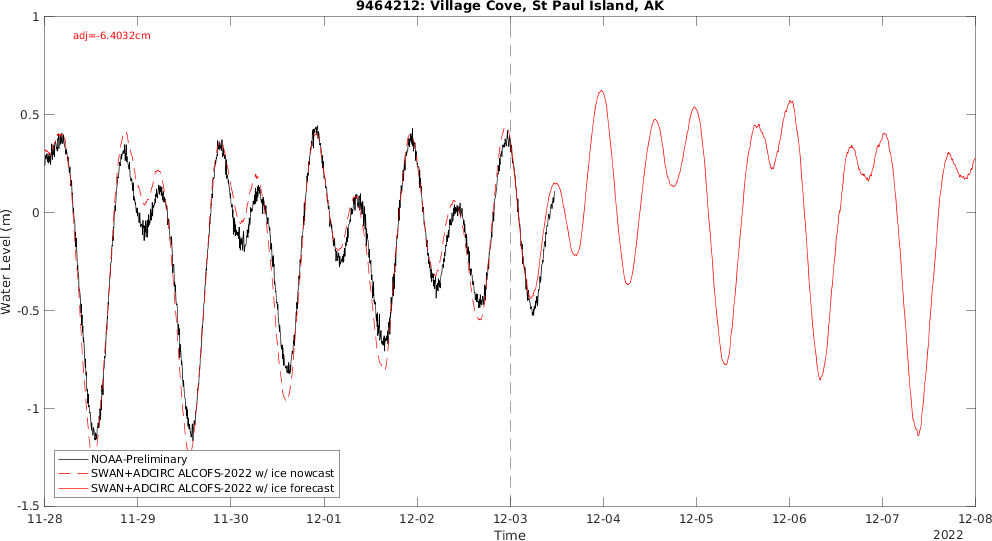 9464212: Village Cove, St Paul Island, AK
adj=-6.4032cm
1
0.5
0
-0.5
-1
-1.5
Water Level (m)
NOAA-Preliminary
SWAN+ADCIRC ALCOFS-2022 w/ ice nowcast
SWAN+ADCIRC ALCOFS-2022 w/ ice forecast
11-28 11-29 11-30 12-01 12-02 12-03 12-04 12-05 12-06 12-07 12-08
Time
2022